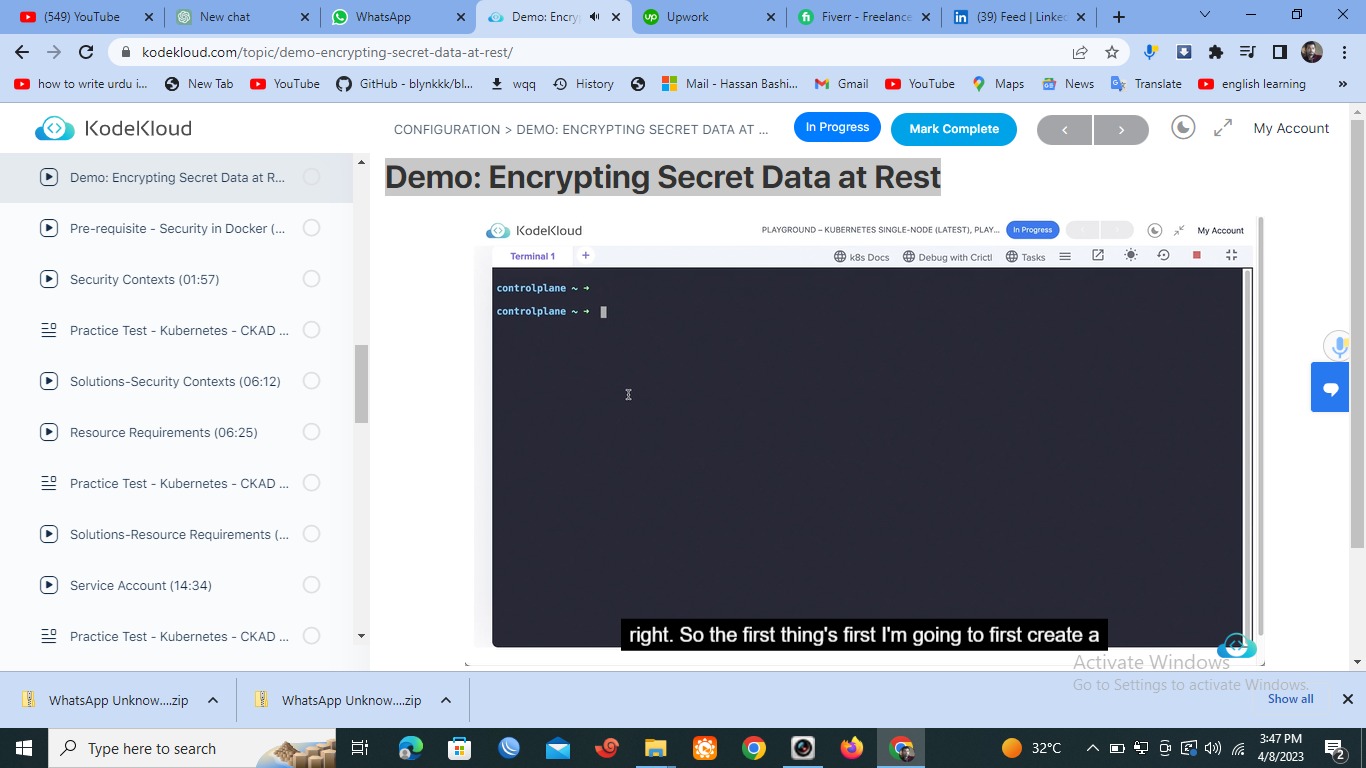 (549) YouTube
New chat
WhatsApp
Demo: Encry
Upwork
Fiverr - Freelance
(39) Feed | Linke
kodekloud.com/topic/demo-encrypting-secret-data-at-rest/
how to write urdu i...
New Tab
YouTube
GitHub - blynkkk/bl...
wqq
History
Mail - Hassan Bashi...
Gmail
YouTube
Maps
News
Translate
english learning
»
KodeKloud
CONFIGURATION > DEMO: ENCRYPTING SECRET DATA AT ...
In Progress
Mark Complete
<
>
My Account
Demo: Encrypting Secret Data at R...
Pre-requisite - Security in Docker (...
Security Contexts (01:57)
Practice Test - Kubernetes - CKAD ...
Solutions-Security Contexts (06:12)
Resource Requirements (06:25)
Practice Test - Kubernetes - CKAD ...
Solutions-Resource Requirements (...
Service Account (14:34)
Practice Test - Kubernetes - CKAD ...
Demo: Encrypting Secret Data at Rest
KodeKloud
PLAYGROUND – KUBERNETES SINGLE-NODE (LATEST), PLAY...
In Progress
My Account
Terminal 1
+
k8s Docs
Debug with Crictl
Tasks
controlplane ~ ➜
controlplane ~ ➜
right. So the first thing's first I'm going to first create a
Activate Windows
Go to Settings to activate Windows.
WhatsApp Unknow....zip
WhatsApp Unknow....zip
Show all
Type here to search
32°C
3:47 PM
4/8/2023
2